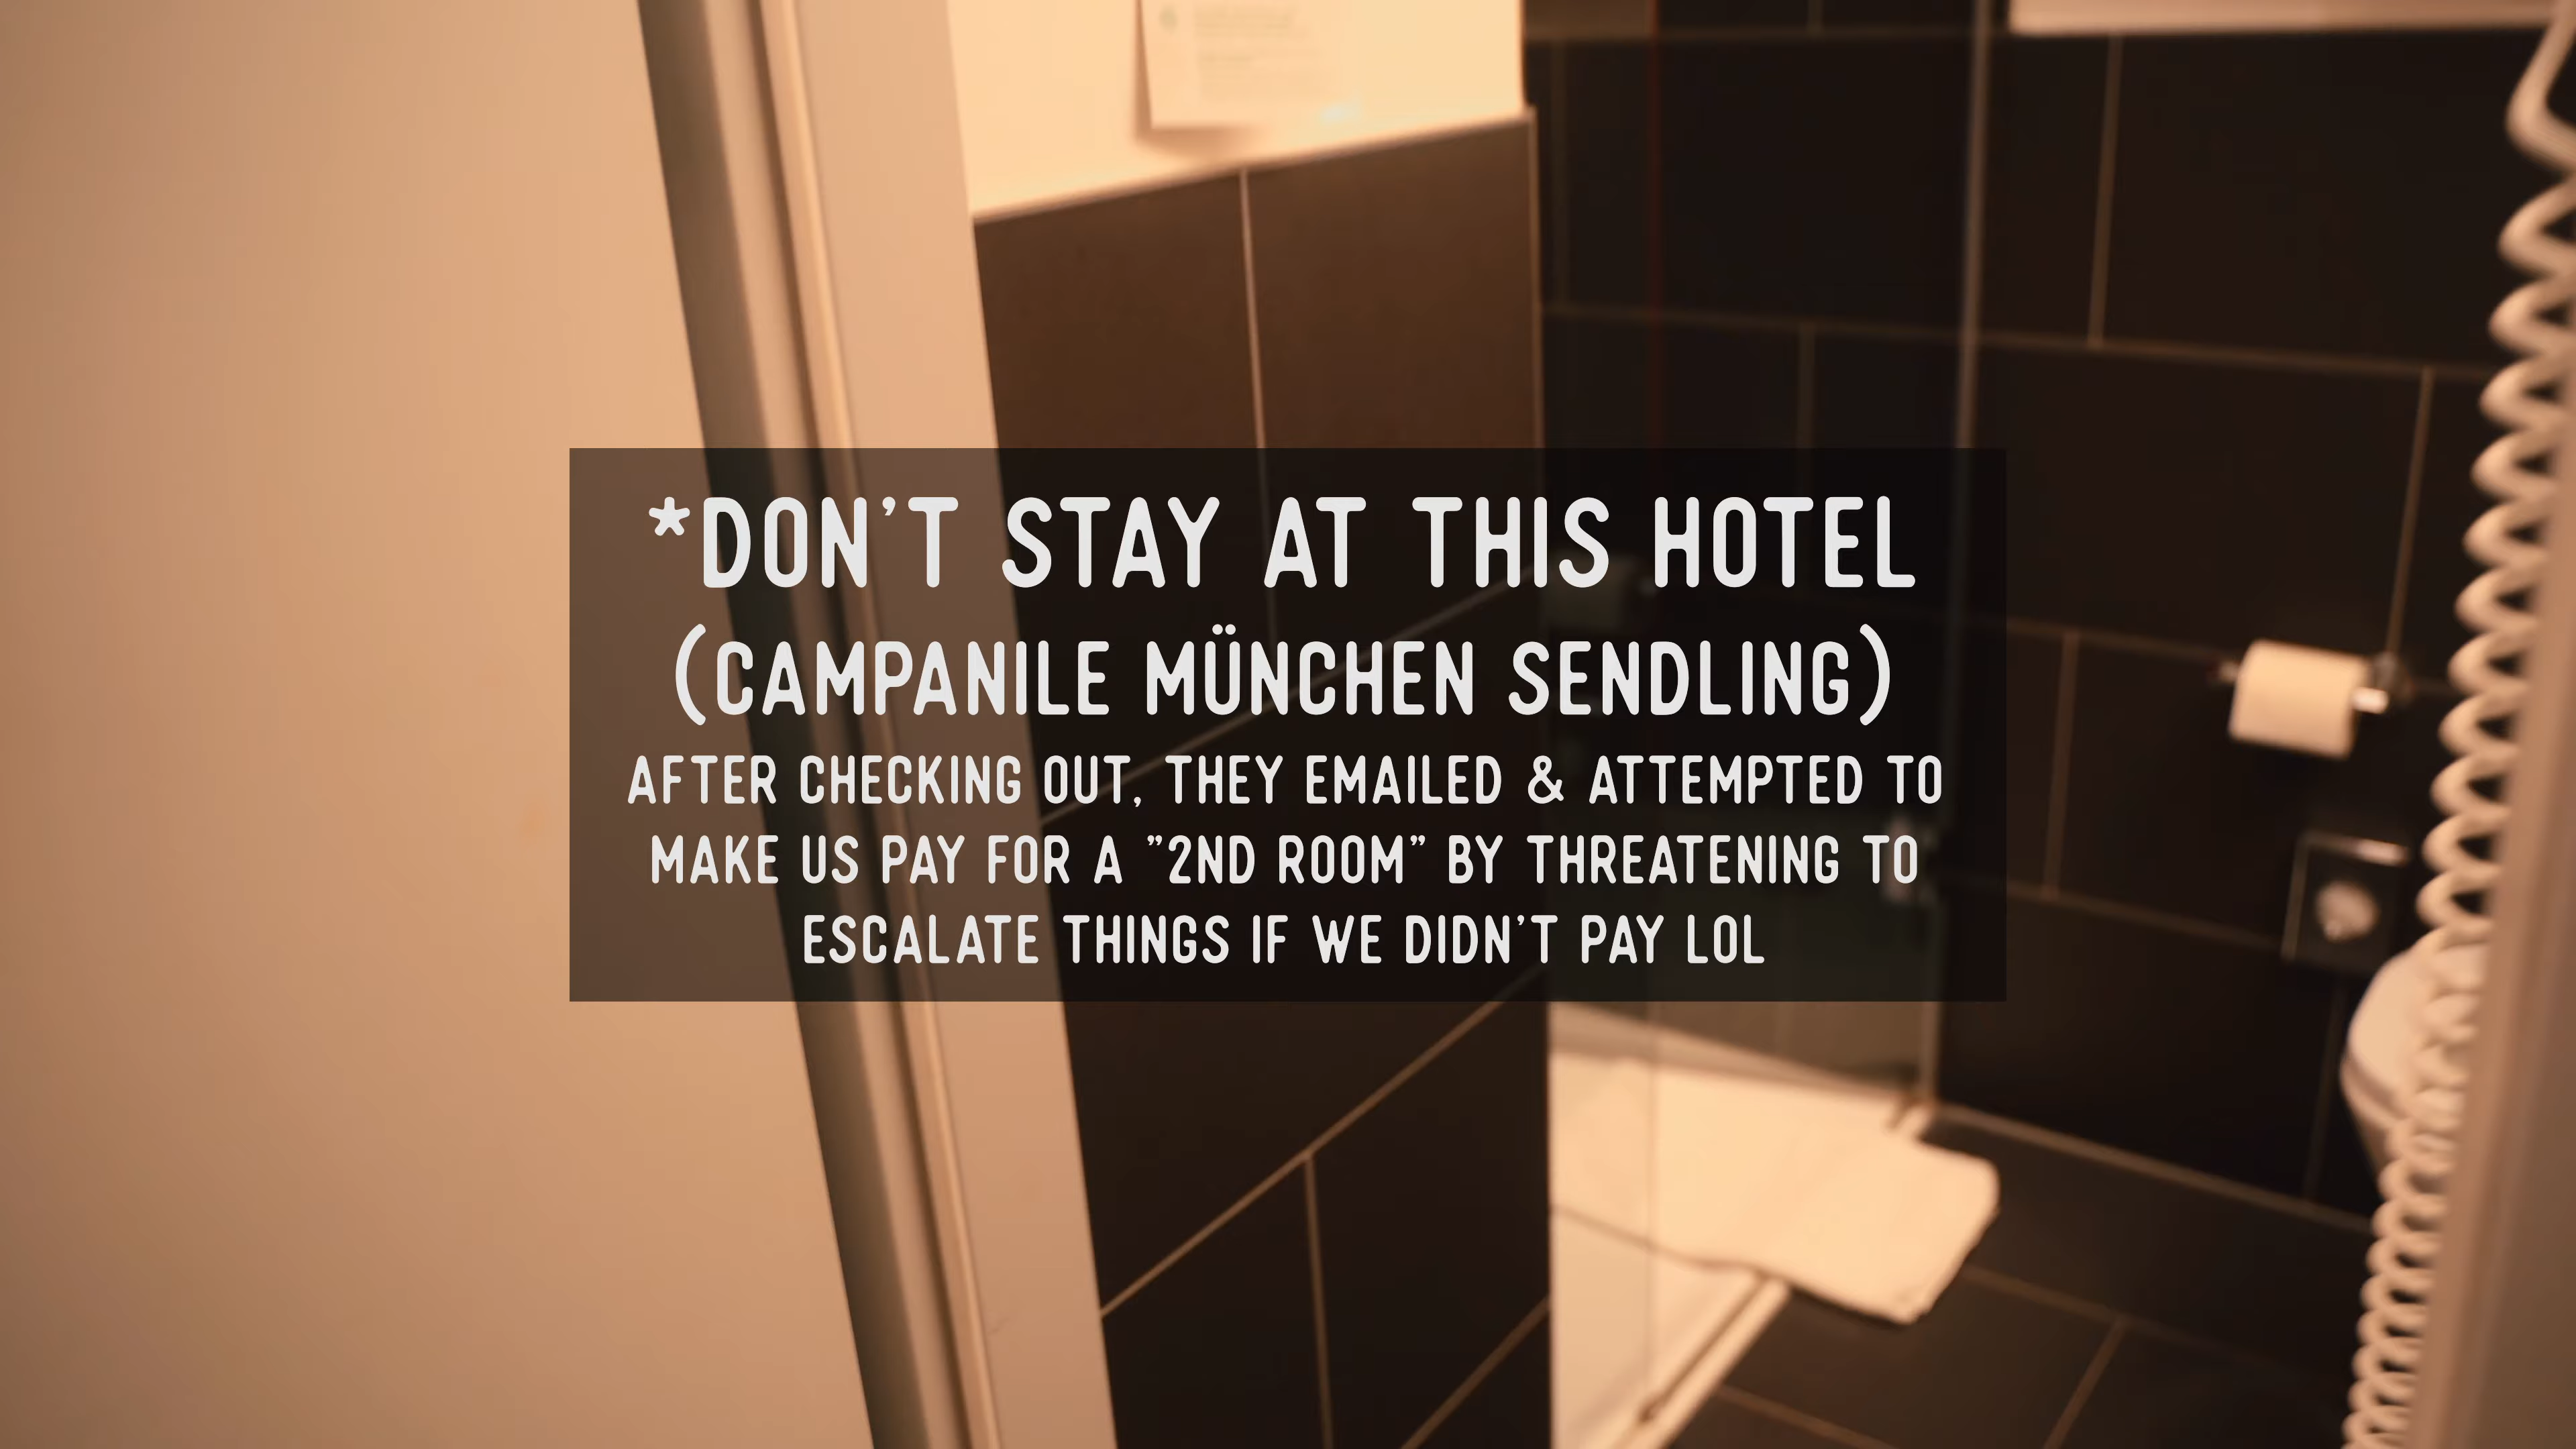 *DON'T STAY AT THIS HOTEL
(CAMPANILE MÜNCHEN SENDLING)
AFTER CHECKING OUT, THEY EMAILED & ATTEMPTED TO
MAKE US PAY FOR A "2ND ROOM" BY THREATENING TO
ESCALATE THINGS IF WE DIDN'T PAY LOL